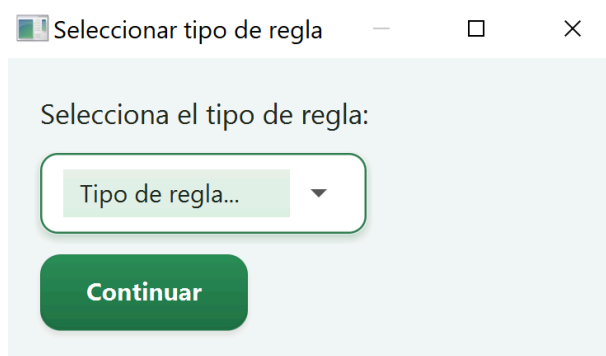 Seleccionar tipo de regla
Selecciona el tipo de regla:
Tipo de regla...
Continuar